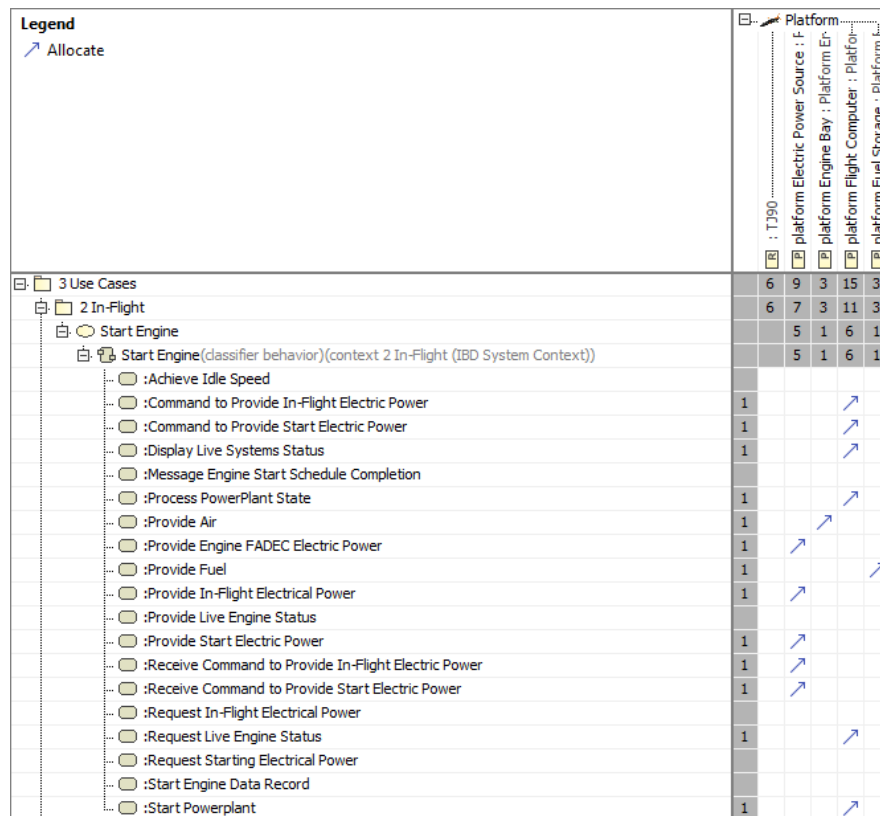 Legend
Allocate
Platform
R : TJ90
P platform Electric Power Source :
P platform Engine Bay : Platform
P platform Flight Computer :
P platform Fuel Storage : Platform
3 Use Cases 6 9 3 15 3
2 In-Flight 6 7 3 11 3
Start Engine 5 1 6 1
Start Engine(classifier behavior)(context 2 In-Flight (IBD System Context)) 5 1 6 1
:Achieve Idle Speed
:Command to Provide In-Flight Electric Power 1
:Command to Provide Start Electric Power 1
:Display Live Systems Status 1
:Message Engine Start Schedule Completion
:Process PowerPlant State 1
:Provide Air 1
:Provide Engine FADEC Electric Power 1
:Provide Fuel 1
:Provide In-Flight Electrical Power 1
:Provide Live Engine Status
:Provide Start Electric Power 1
:Receive Command to Provide In-Flight Electric Power 1
:Receive Command to Provide Start Electric Power 1
:Request In-Flight Electrical Power
:Request Live Engine Status 1
:Request Starting Electrical Power
:Start Engine Data Record
:Start Powerplant 1